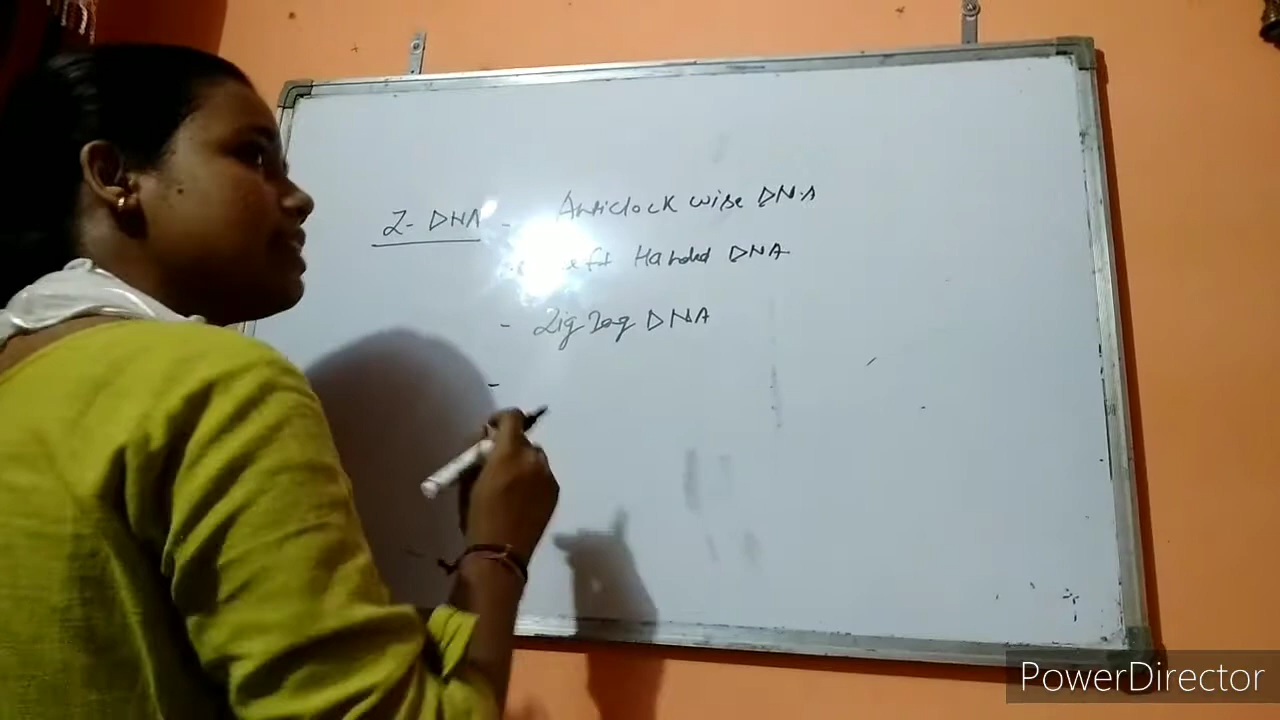 Z- DNA - Anticlock wise DNA
Handed DNA
- Zig Zag DNA
-
PowerDirector